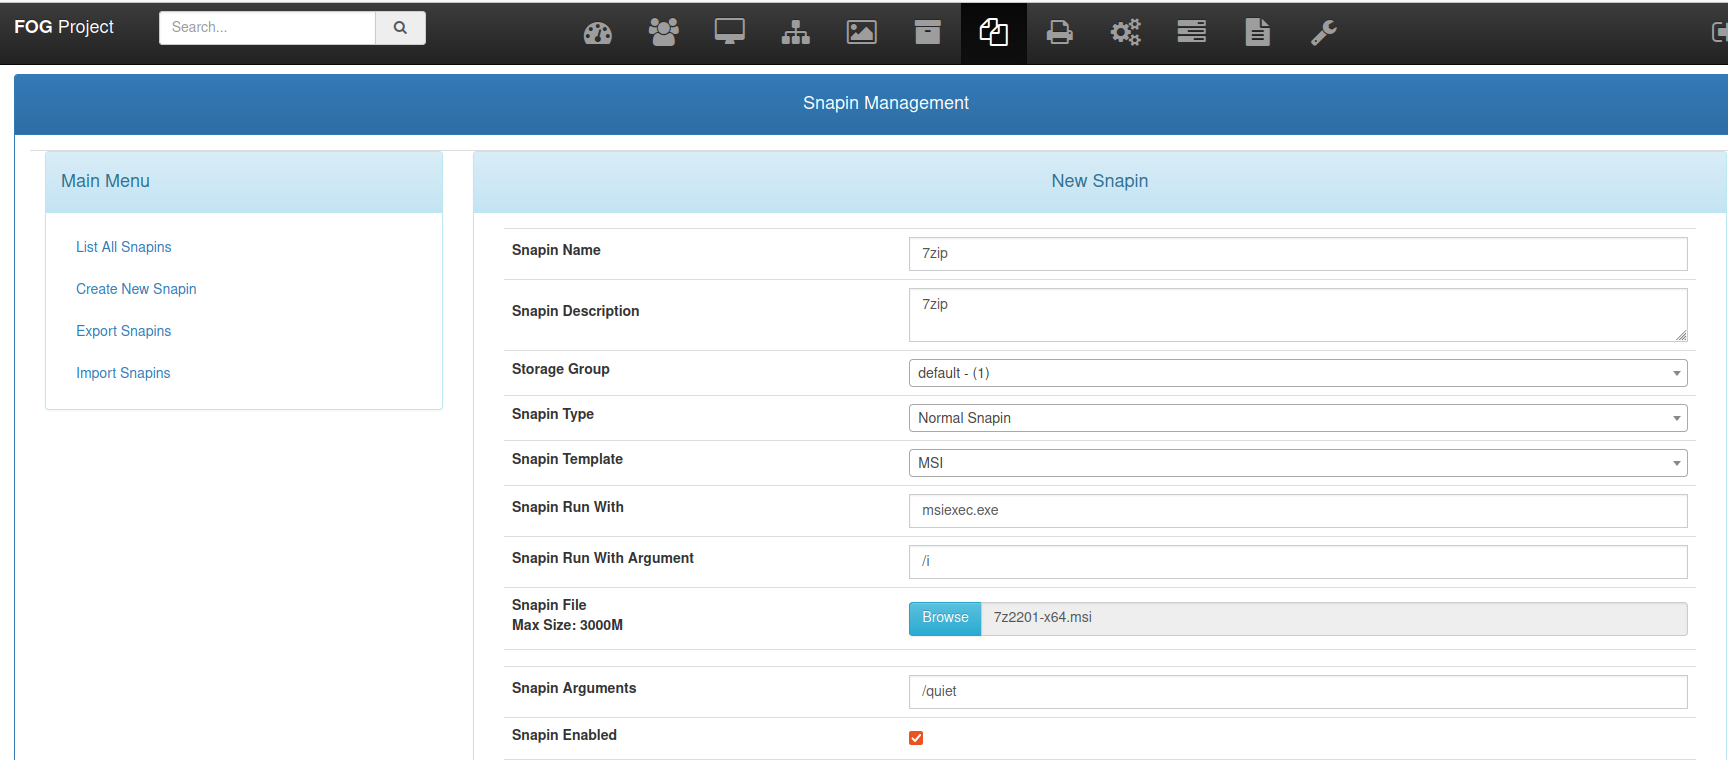 FOG Project
Search...
Snapin Management
Main Menu
List All Snapins
Create New Snapin
Export Snapins
Import Snapins
New Snapin
Snapin Name
7zip
Snapin Description
7zip
Storage Group
default - (1)
Snapin Type
Normal Snapin
Snapin Template
MSI
Snapin Run With
msiexec.exe
Snapin Run With Argument
/i
Snapin File
Max Size: 3000M
Browse 7z2201-x64.msi
Snapin Arguments
/quiet
Snapin Enabled